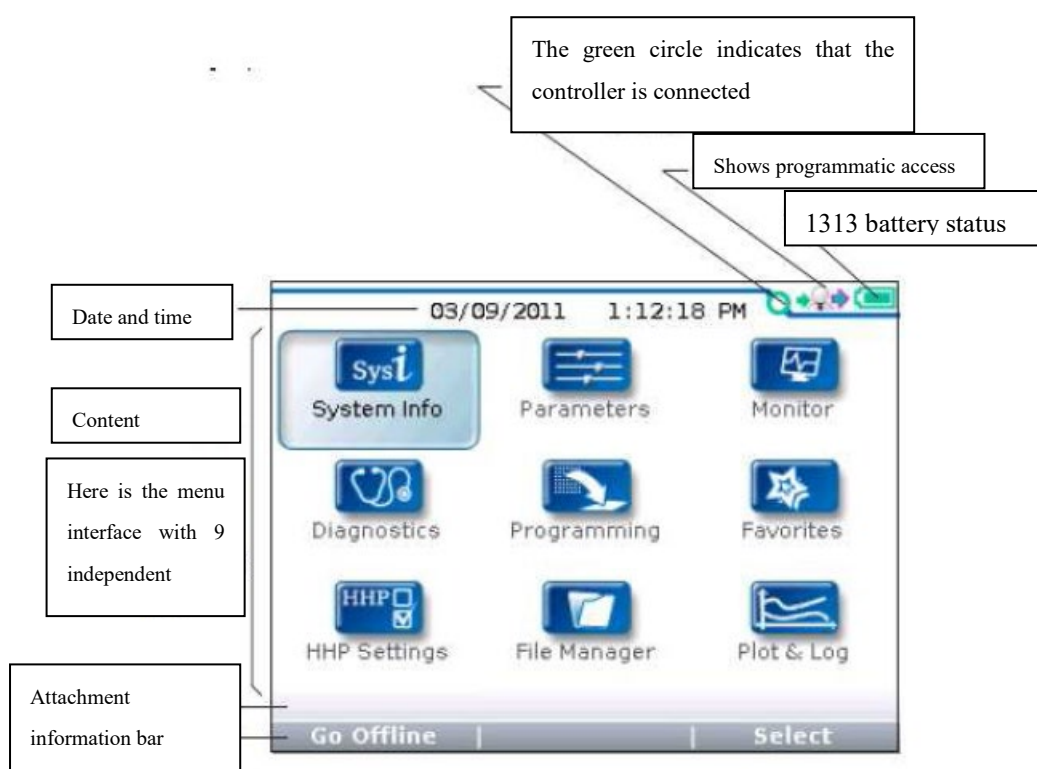 The green circle indicates that the
controller is connected
Shows programmatic access
1313 battery status
Date and time
03/09/2011 1:12:18 PM
Content
Here is the menu
interface with 9
independent
Attachment
information bar
Sysi
System Info
Parameters
Monitor
Diagnostics
Programming
Favorites
HHP
HHP Settings
File Manager
Plot & Log
Go Offline
Select